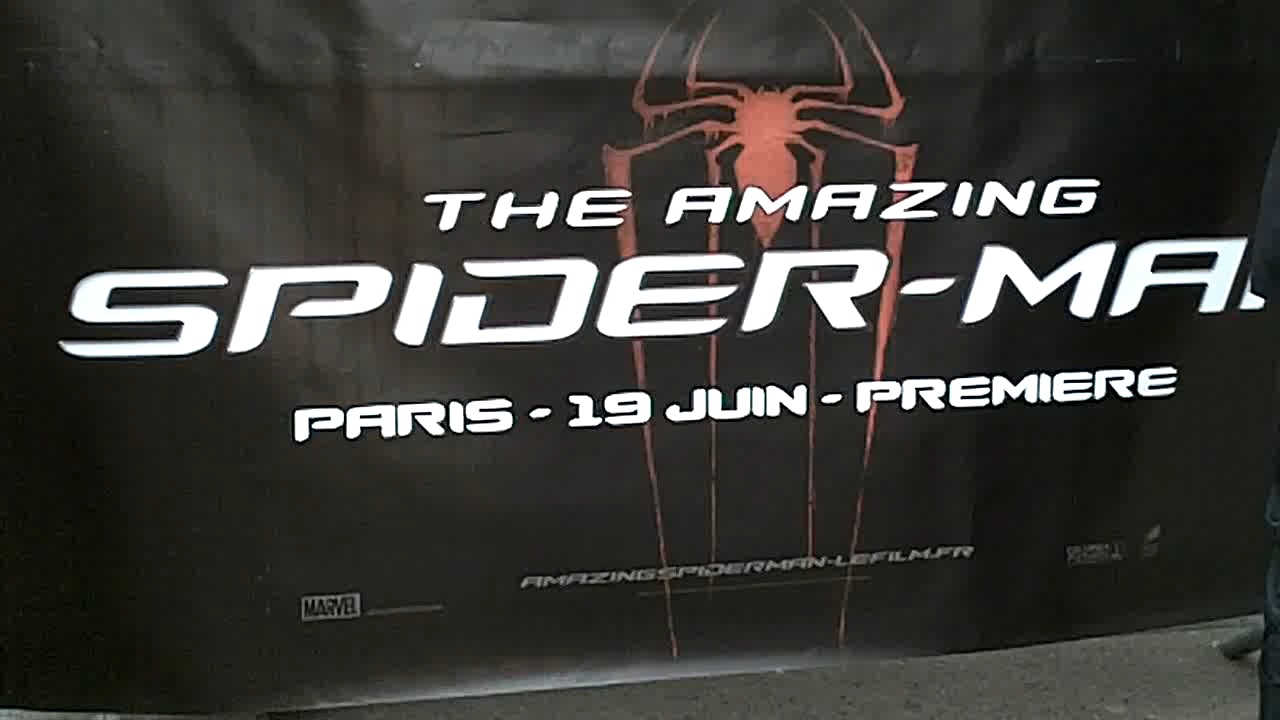 THE AMAZING
SPIDER-MA
PARIS - 19 JUIN - PREMIERE
AMAZINGSPIDERMAN-LEFILM.FR
MARVEL